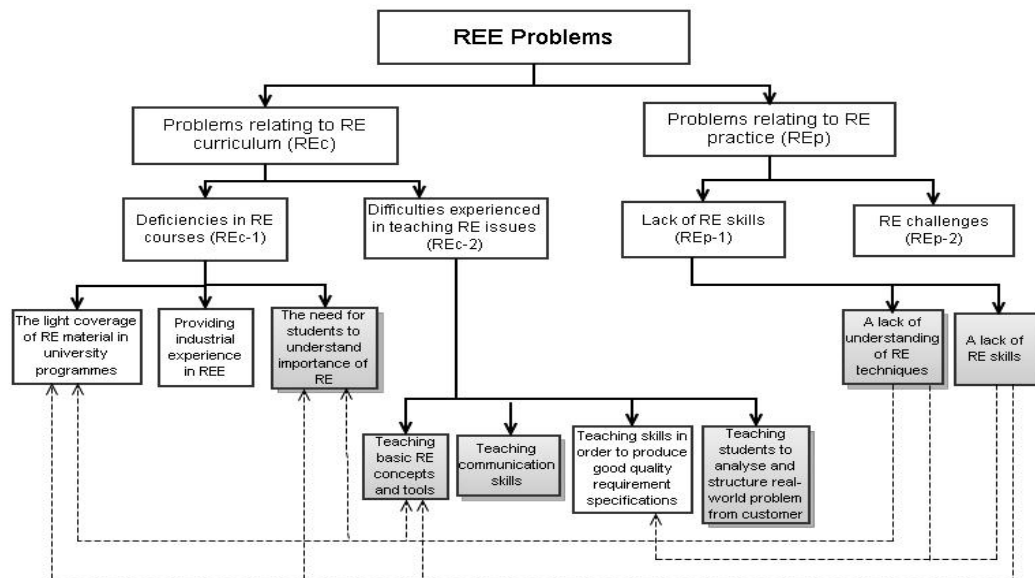 REE Problems
Problems relating to RE
curriculum (REc)
Problems relating to RE
practice (REp)
Deficiencies in RE
courses (REc-1)
Difficulties experienced
in teaching RE issues
(REc-2)
Lack of RE skills
(REp-1)
RE challenges
(REp-2)
The light coverage
of RE material in
university
programmes
Providing
industrial
experience
in REE
The need for
students to
understand
importance of
RE
A lack of
understanding
of RE
techniques
A lack of
RE skills
Teaching
basic RE
concepts
and tools
Teaching
communication
skills
Teaching skills in
order to produce
good quality
requirement
specifications
Teaching
students to
analyse and
structure real-
world problem
from customer